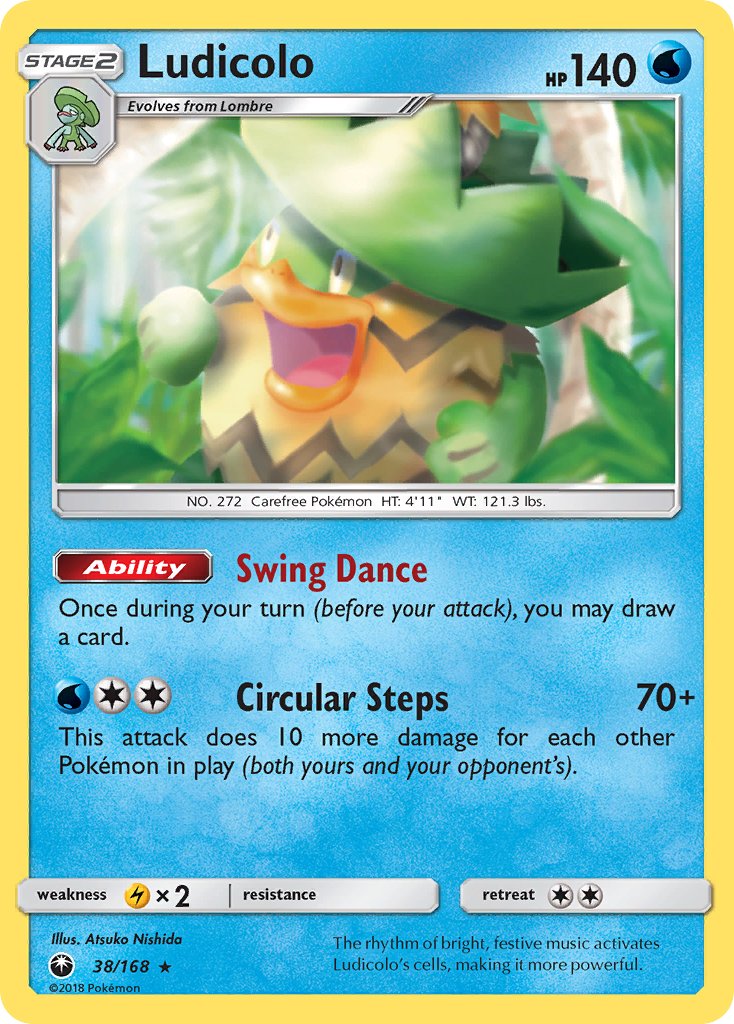 STAGE2
Ludicolo
HP 140
Evolves from Lombre
NO. 272 Carefree Pokémon HT: 4'11" WT: 121.3 lbs.
Ability Swing Dance
Once during your turn (before your attack), you may draw
a card.
Circular Steps 70+
This attack does 10 more damage for each other
Pokémon in play (both yours and your opponent's).
weakness ×2 resistance retreat
Illus. Atsuko Nishida
38/168
©2018 Pokémon
The rhythm of bright, festive music activates
Ludicolo's cells, making it more powerful.